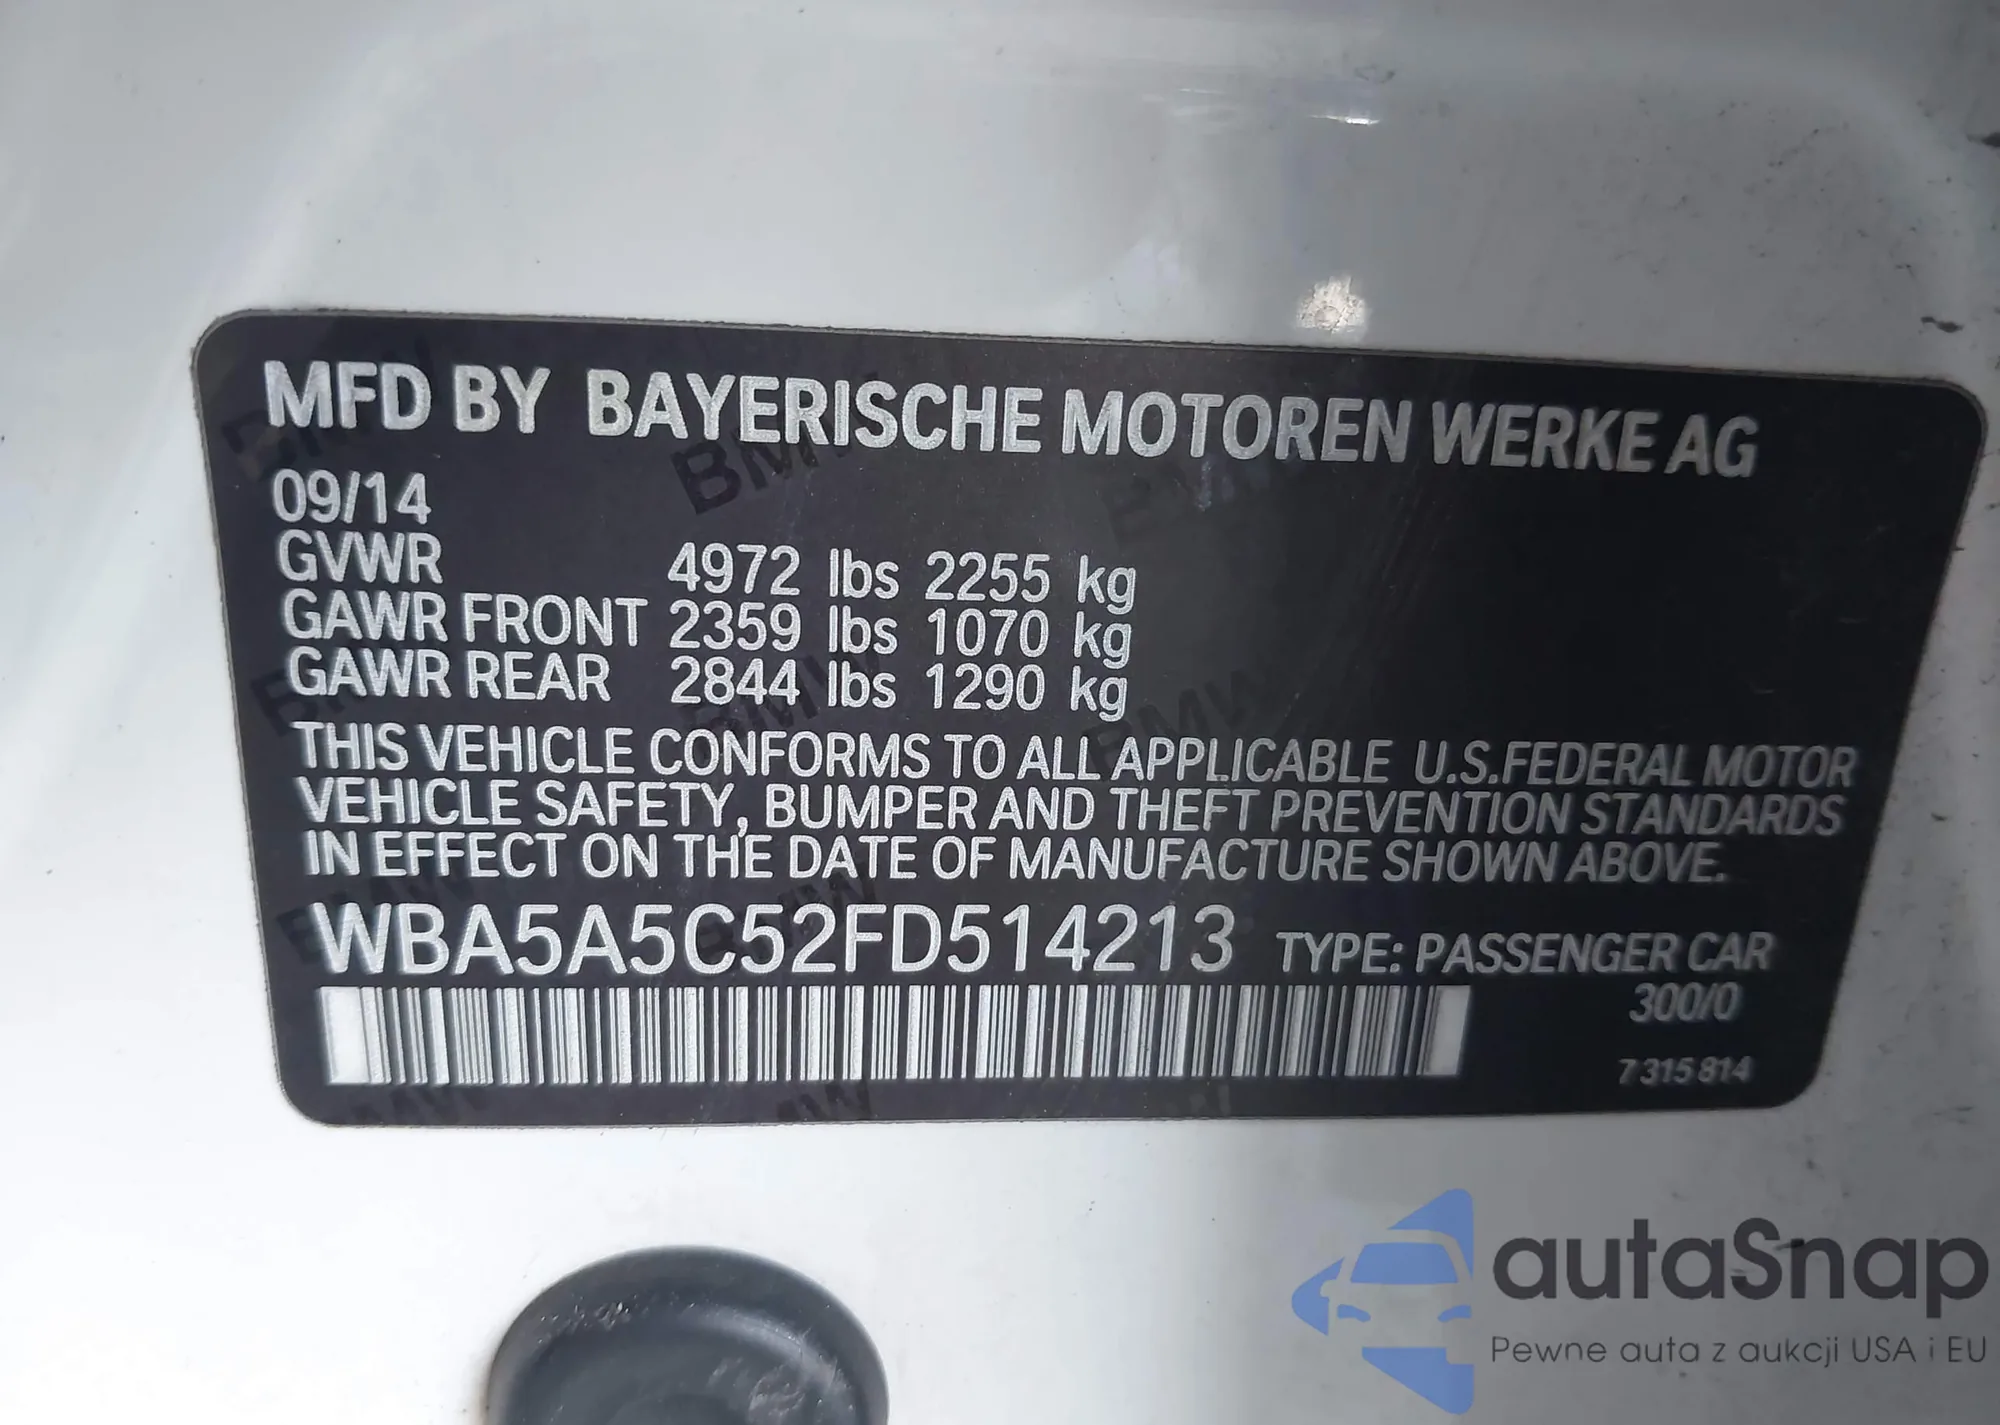 MFD BY BAYERISCHE MOTOREN WERKE AG
09/14
GVWR 4972 lbs 2255 kg
GAWR FRONT 2359 lbs 1070 kg
GAWR REAR 2844 lbs 1290 kg
THIS VEHICLE CONFORMS TO ALL APPLICABLE U.S.FEDERAL MOTOR
VEHICLE SAFETY, BUMPER AND THEFT PREVENTION STANDARDS
IN EFFECT ON THE DATE OF MANUFACTURE SHOWN ABOVE.
WBA5A5C52FD514213 TYPE: PASSENGER CAR
300/0
7 315 814
autaSnap
Pewne auta z aukcji USA i EU